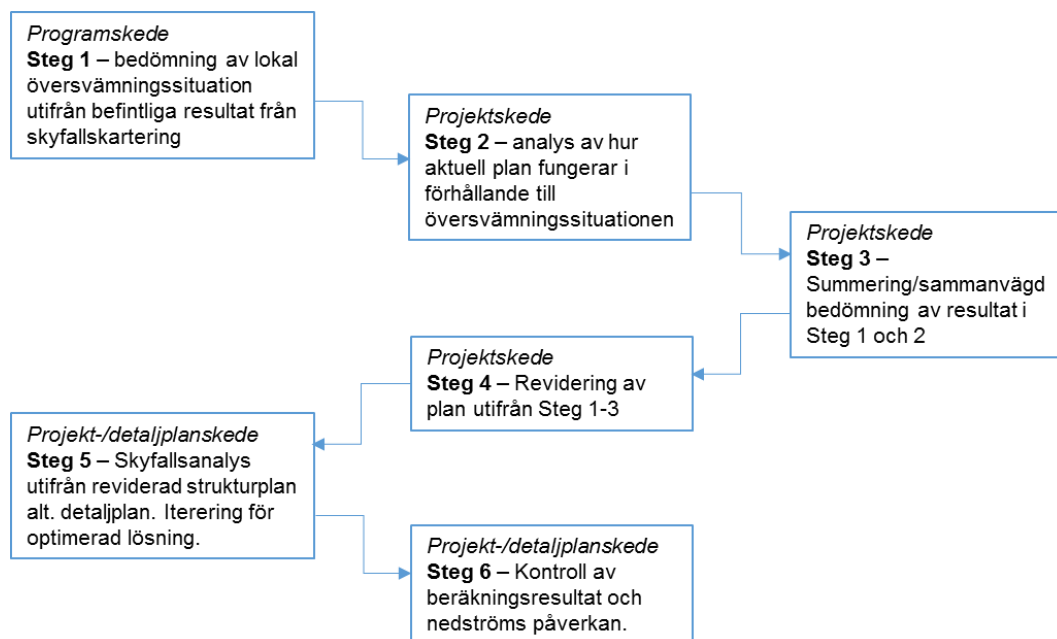 Programskede
Steg 1 – bedömning av lokal
översvämningssituation
utifrån befintliga resultat från
skyfallskartering
Projektskede
Steg 2 – analys av hur
aktuell plan fungerar i
förhållande till
översvämningssituationen
Projektskede
Steg 3 –
Summering/sammanvägd
bedömning av resultat i
Steg 1 och 2
Projektskede
Steg 4 – Revidering av
plan utifrån Steg 1-3
Projekt-/detaljplanskede
Steg 5 – Skyfallsanalys
utifrån reviderad strukturplan
alt. detaljplan. Iterering för
optimerad lösning.
Projekt-/detaljplanskede
Steg 6 – Kontroll av
beräkningsresultat och
nedströms påverkan.